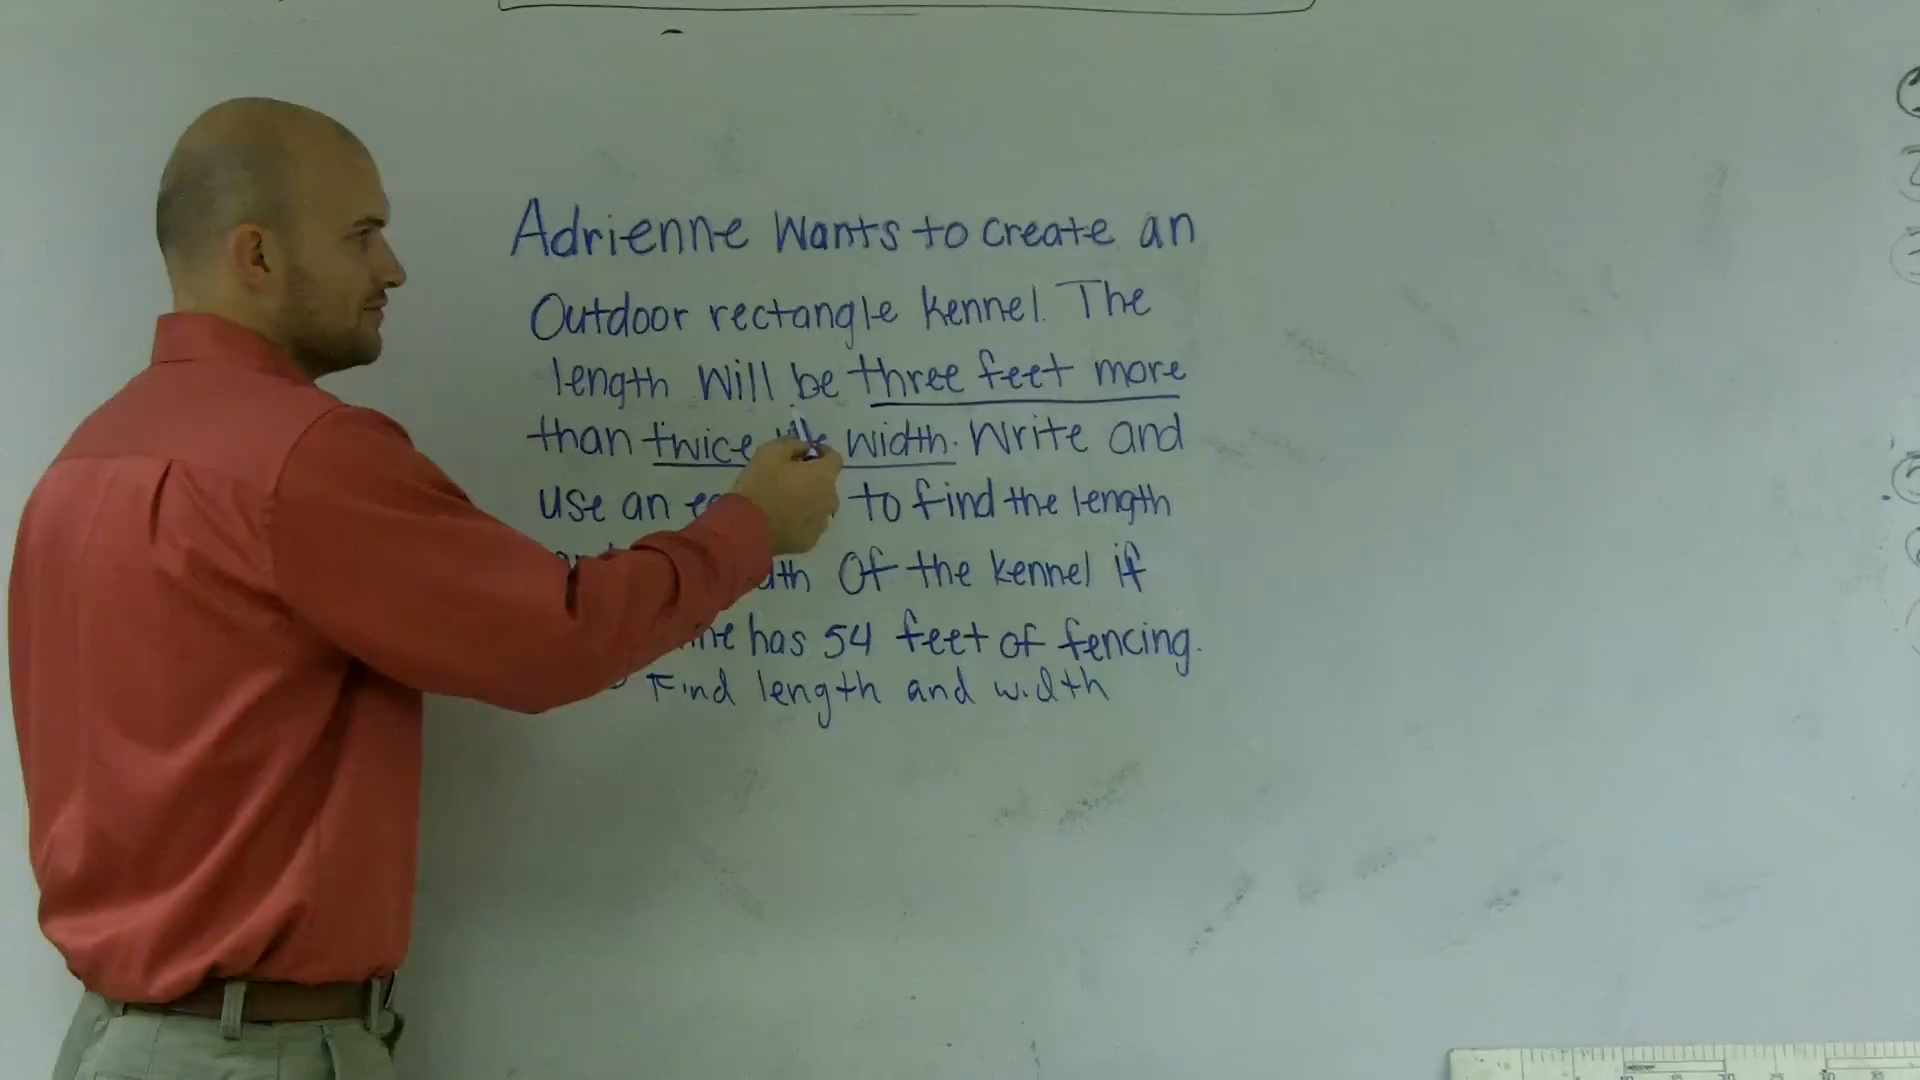 Adrienne wants to create an
Outdoor rectangle kennel. The
length will be three feet more
than twice the width. Write and
use an to find the length
of the kennel if
has 54 feet of fencing.
Find length and width